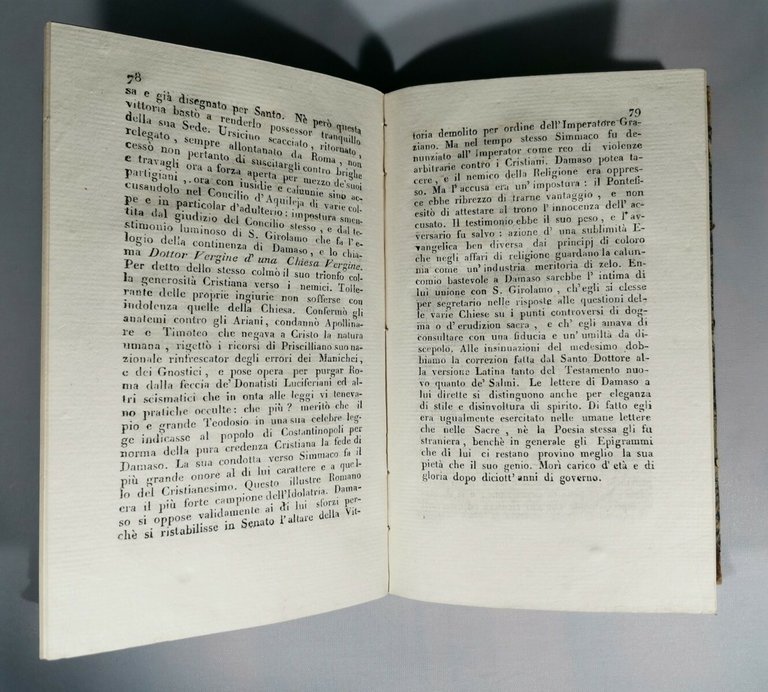 78
sa e già disegnato per Santo. Nè però questa
vittoria bastò a renderlo possessor tranquillo
della sua Sede. Ursicino scacciato, ritornato,
relegato, sempre allontanato da Roma, non
cessò non pertanto di suscitargli contro brighe
e travagli ora a forza aperta per mezzo de'suoi
partigiani, ora con insidie e calunnie sino ac-
cusandolo nel Concilio d'Aquileja di varie col-
pe e in particolar d'adulterio: impostura smen-
tita dal giudizio del Concilio stesso, e dal te-
stimonio luminoso di S. Girolamo che fa l'e-
logio della continenza di Damaso, e lo chia-
ma Dottor Vergine d'una Chiesa Vergine.
Per detto dello stesso colmò il suo trionfo colla
generosità Cristiana verso i nemici. Tolle-
rante delle proprie ingiurie non sofferse con
indolenza quelle della Chiesa. Confermò gli
anatemi contro gli Ariani, condannò Apollina-
re e Timoteo che negava a Cristo la natura
umana, rigettò i ricorsi di Priscilliano suo na-
zionale rinfrescator degli errori dei Manichei,
e dei Gnostici, e pose opera per purgar Ro-
ma dalla feccia de' Donatisti Luciferiani ed al-
tri scismatici che in onta alle leggi vi teneva-
no pratiche occulte: che più? meritò che il
pio e grande Teodosio in una sua celebre leg-
ge indicasse al popolo di Costantinopoli per
norma della pura credenza Cristiana la fede di
Damaso. La sua condotta verso Simmaco fa il
più grande onore al di lui carattere e a quel-
lo del Cristianesimo. Questo illustre Romano
era il più forte campione dell'Idolatria. Dama-
so si oppose validamente ai di lui sforzi per-
chè si ristabilisse in Senato l'altare della Vit-
79
toria demolito per ordine dell'Imperatore Gra-
ziano. Ma nel tempo stesso Simmaco fu de-
nunziato all'Imperator come reo di violenze
arbitrarie contro i Cristiani. Damaso potea ta-
cere, e il nemico della Religione era oppres-
so. Ma l'accusa era un'impostura: il Pontefi-
ce ebbe ribrezzo di trarne vantaggio, e non
esitò di attestare al trono l'innocenza dell'ac-
cusato. Il testimonio ebbe il suo peso, e l'av-
versario fu salvo: azione d'una sublimità E-
vangelica ben diversa dai principj di coloro
che negli affari di religione guardano la calun-
nia come un'industria meritoria di zelo. En-
comio bastevole a Damaso sarebbe l'intima di
lui unione con S. Girolamo, ch'egli si elesse
per segretario nelle risposte alle questioni del-
le varie Chiese su i punti controversi di dog-
ma o d'erudizion sacra, e ch' egli amava di
consultare con una fiducia e un'umiltà da di-
scepolo. Alle insinuazioni del medesimo dob-
biamo la correzion fatta dal Santo Dottore al-
la versione Latina tanto del Testamento nuo-
vo quanto de' Salmi. Le lettere di Damaso a
lui dirette si distinguono anche per eleganza
di stile e disinvoltura di spirito. Di fatto egli
era ugualmente esercitato nelle umane lettere
che nelle Sacre, nè la Poesia stessa gli fu
straniera, benchè in generale gli Epigrammi
che di lui ci restano provino meglio la sua
pietà che il suo genio. Morì carico d'età e di
gloria dopo diciott'anni di governo.